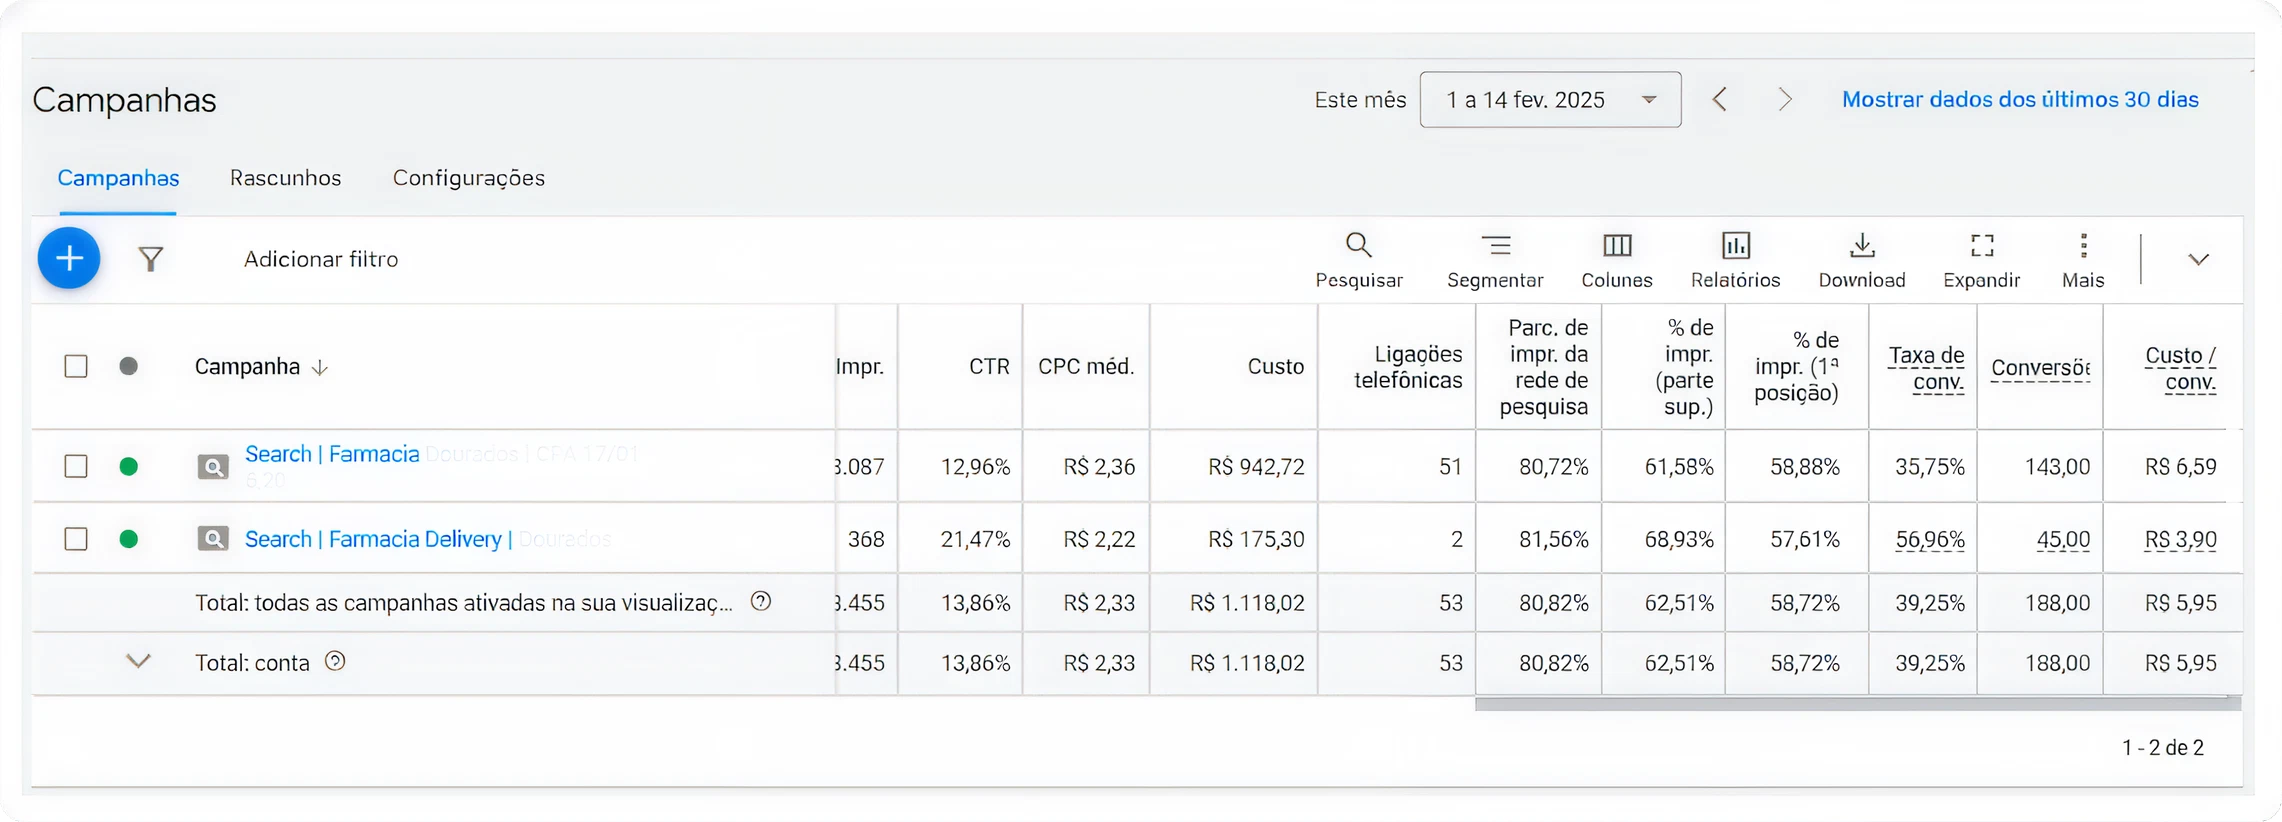 Campanhas
Este mês 1 a 14 fev. 2025 Mostrar dados dos últimos 30 dias
Campanhas Rascunhos Configurações
Adicionar filtro
Pesquisar Segmentar Colunas Relatórios Download Expandir Mais
Campanha Impr. CTR CPC méd. Custo Ligações telefônicas Parc. de impr. da rede de pesquisa % de impr. (parte sup.) % de impr. (1ª posição) Taxa de conv. Conversõe Custo / conv.
Search | Farmacia Dourados | CPA 17/01 3.087 12,96% R$ 2,36 R$ 942,72 51 80,72% 61,58% 58,88% 35,75% 143,00 R$ 6,59
6,20
Search | Farmacia Delivery | Dourados 368 21,47% R$ 2,22 R$ 175,30 2 81,56% 68,93% 57,61% 56,96% 45,00 R$ 3,90
Total: todas as campanhas ativadas na sua visualizaç... 3.455 13,86% R$ 2,33 R$ 1.118,02 53 80,82% 62,51% 58,72% 39,25% 188,00 R$ 5,95
Total: conta 3.455 13,86% R$ 2,33 R$ 1.118,02 53 80,82% 62,51% 58,72% 39,25% 188,00 R$ 5,95
1 - 2 de 2